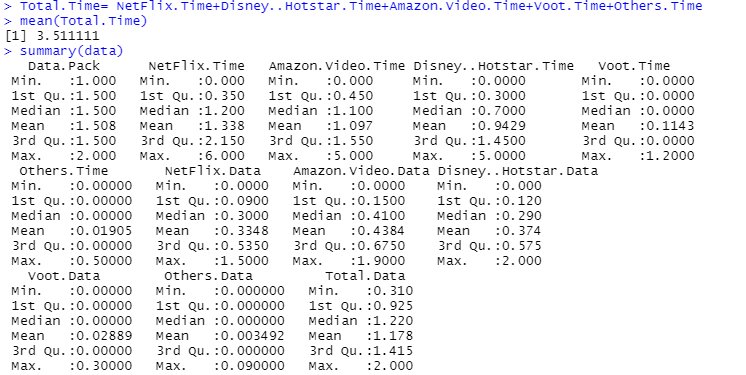 > Total.Time= NetFlix.Time+Disney..Hotstar.Time+Amazon.Video.Time+Voot.Time+Others.Time
> mean(Total.Time)
[1] 3.511111
> summary(data)
Data.Pack NetFlix.Time Amazon.Video.Time Disney..Hotstar.Time Voot.Time
Min. :1.000 Min. :0.000 Min. :0.000 Min. :0.0000 Min. :0.0000
1st Qu.:1.500 1st Qu.:0.350 1st Qu.:0.450 1st Qu.:0.3000 1st Qu.:0.0000
Median :1.500 Median :1.200 Median :1.100 Median :0.7000 Median :0.0000
Mean :1.508 Mean :1.338 Mean :1.097 Mean :0.9429 Mean :0.1143
3rd Qu.:1.500 3rd Qu.:2.150 3rd Qu.:1.550 3rd Qu.:1.4500 3rd Qu.:0.0000
Max. :2.000 Max. :6.000 Max. :5.000 Max. :5.0000 Max. :1.2000
Others.Time NetFlix.Data Amazon.Video.Data Disney..Hotstar.Data
Min. :0.00000 Min. :0.0000 Min. :0.0000 Min. :0.000
1st Qu.:0.00000 1st Qu.:0.0900 1st Qu.:0.1500 1st Qu.:0.120
Median :0.00000 Median :0.3000 Median :0.4100 Median :0.290
Mean :0.01905 Mean :0.3348 Mean :0.4384 Mean :0.374
3rd Qu.:0.00000 3rd Qu.:0.5350 3rd Qu.:0.6750 3rd Qu.:0.575
Max. :0.50000 Max. :1.5000 Max. :1.9000 Max. :2.000
Voot.Data Others.Data Total.Data
Min. :0.00000 Min. :0.000000 Min. :0.310
1st Qu.:0.00000 1st Qu.:0.000000 1st Qu.:0.925
Median :0.00000 Median :0.000000 Median :1.220
Mean :0.02889 Mean :0.003492 Mean :1.178
3rd Qu.:0.00000 3rd Qu.:0.000000 3rd Qu.:1.415
Max. :0.30000 Max. :0.090000 Max. :2.000